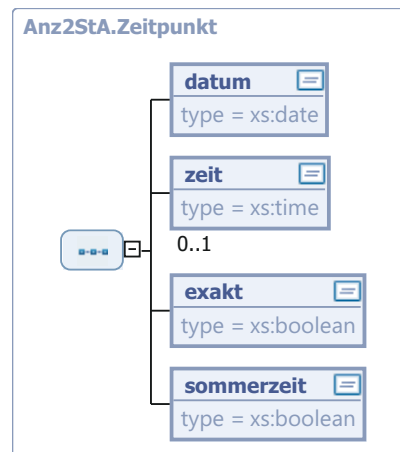 Anz2StA.Zeitpunkt
datum
type = xs:date
zeit
type = xs:time
0..1
exakt
type = xs:boolean
sommerzeit
type = xs:boolean